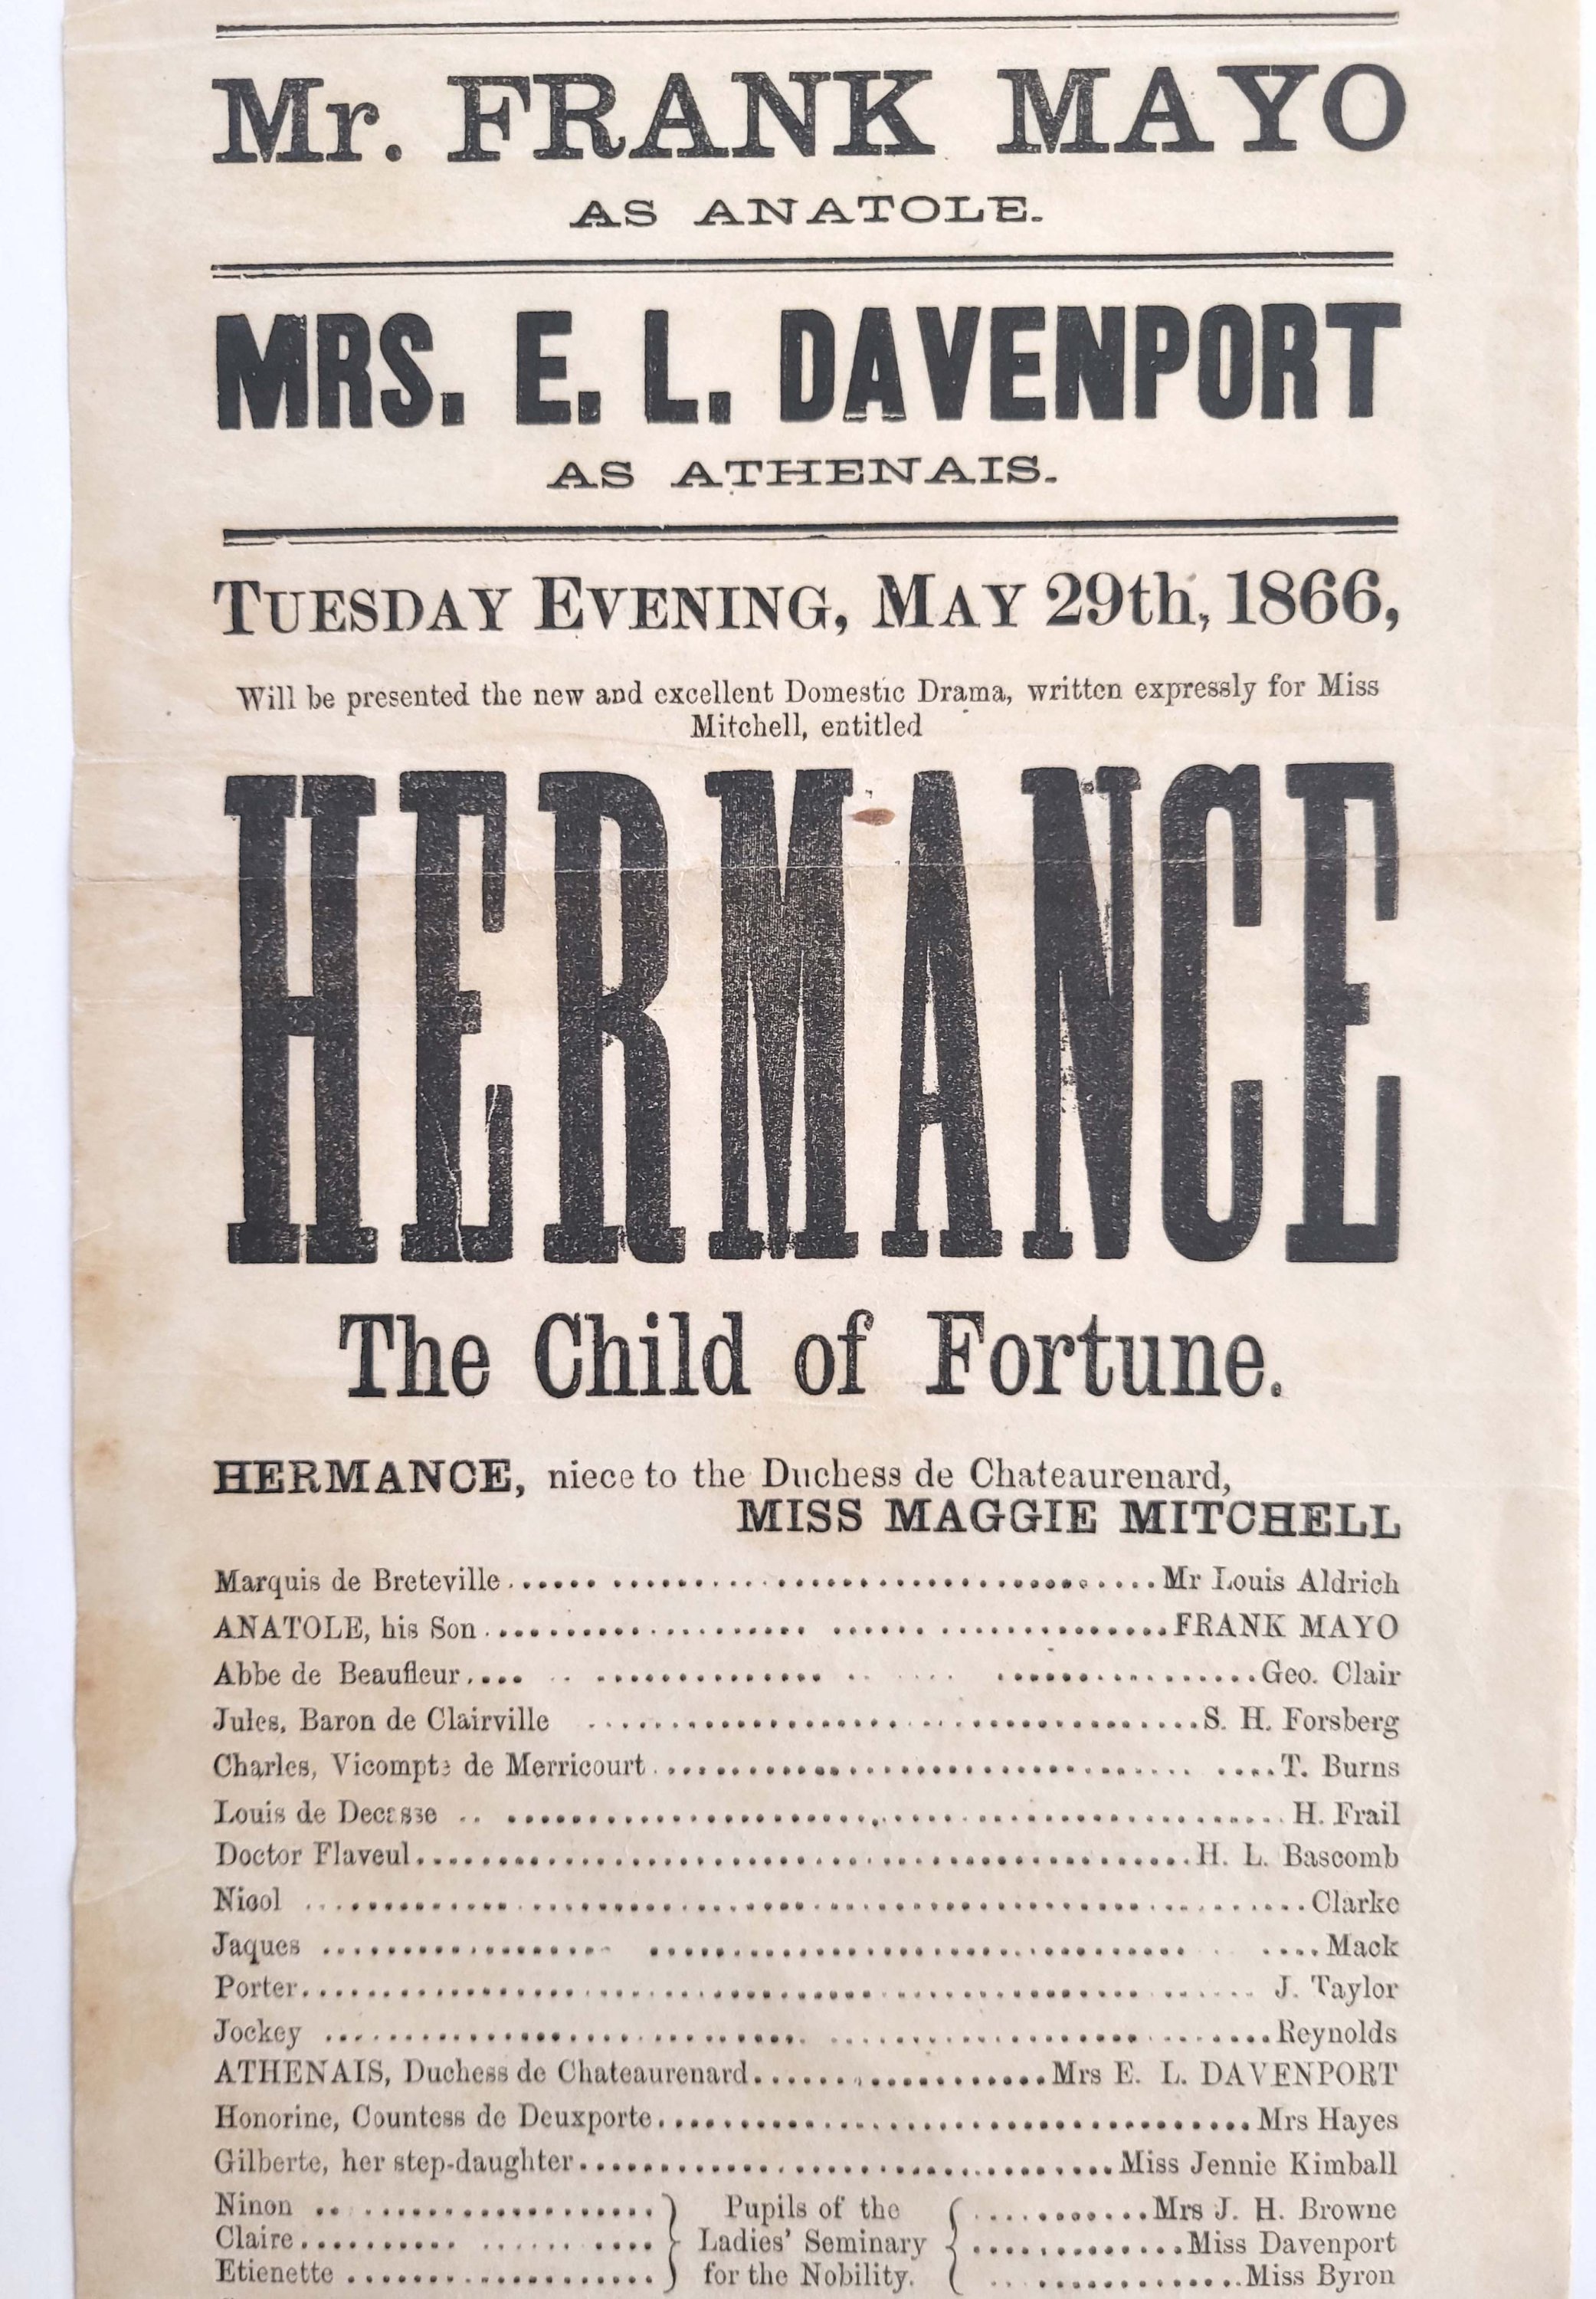 Mr. FRANK MAYO
AS ANATOLE.
MRS. E. L. DAVENPORT
AS ATHENAIS.
TUESDAY EVENING, MAY 29th, 1866,
Will be presented the new and excellent Domestic Drama, written expressly for Miss
Mitchell, entitled
HERMANCE
The Child of Fortune.
HERMANCE, niece to the Duchess de Chateaurenard,
MISS MAGGIE MITCHELL
Marquis de Breteville.....................................Mr Louis Aldrich
ANATOLE, his Son.....................................FRANK MAYO
Abbe de Beaufleur.....................................Geo. Clair
Jules, Baron de Clairville .....................................S. H. Forsberg
Charles, Vicompte de Merricourt.....................................T. Burns
Louis de Decasse .....................................H. Frail
Doctor Flaveul.....................................H. L. Bascomb
Nicol .....................................Clarke
Jaques .....................................Mack
Porter.....................................J. Taylor
Jockey .....................................Reynolds
ATHENAIS, Duchess de Chateaurenard.....................Mrs E. L. DAVENPORT
Honorine, Countess de Deuxporte.....................................Mrs Hayes
Gilberte, her step-daughter.....................................Miss Jennie Kimball
Ninon ..................} Pupils of the {............Mrs J. H. Browne
Claire..................} Ladies' Seminary {............Miss Davenport
Etienette ..................} for the Nobility. {............Miss Byron